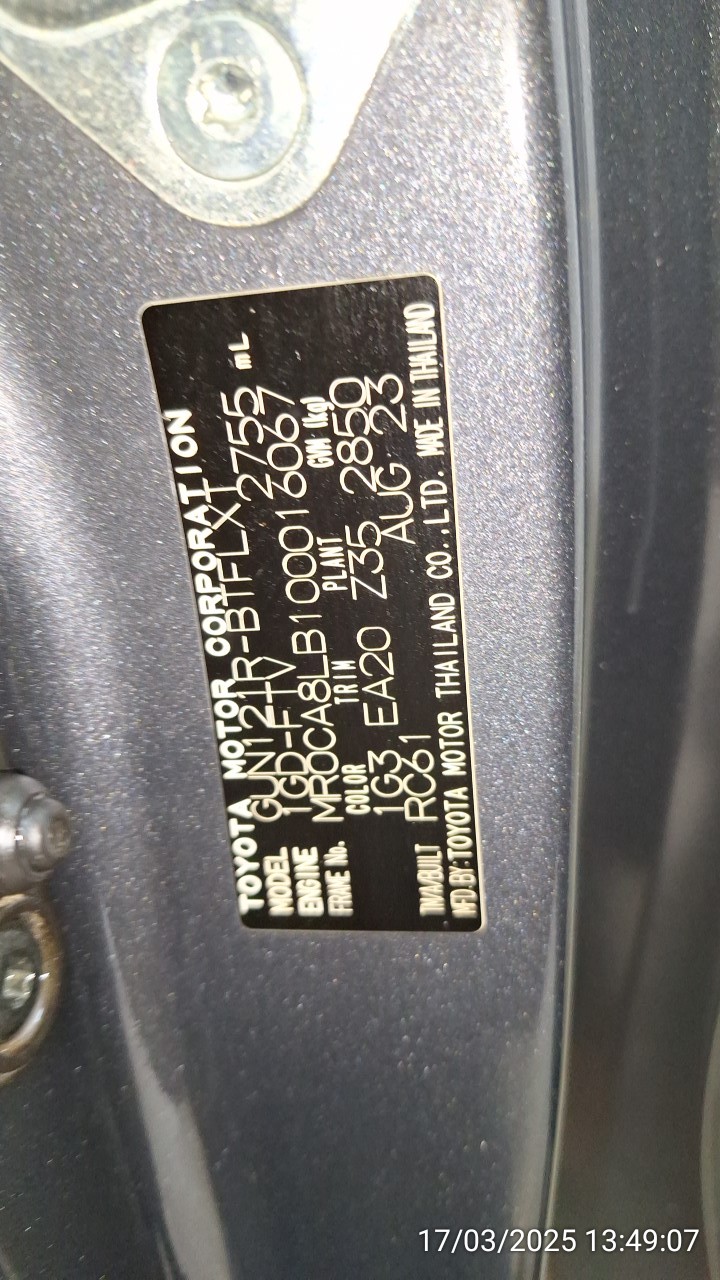 TOYOTA MOTOR CORPORATION
MODEL GUN121R-BTFLXT
ENGINE 1GD-FTV 2755 mL
FRAME No. MR0CA8LB100016067
COLOR TRIM PLANT GVM (kg)
1G3 EA20 Z35 2850
TMA/BUILT RC61 AUG 23
MFD.BY:TOYOTA MOTOR THAILAND CO.,LTD. MADE IN THAILAND
17/03/2025 13:49:07